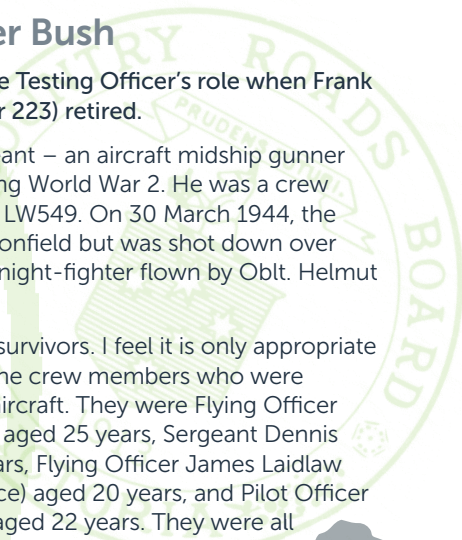 er Bush
e Testing Officer’s role when Frank
r 223) retired.
ant – an aircraft midship gunner
ng World War 2. He was a crew
LW549. On 30 March 1944, the
onfield but was shot down over
night-fighter flown by Oblt. Helmut
survivors. I feel it is only appropriate
he crew members who were
ircraft. They were Flying Officer
aged 25 years, Sergeant Dennis
ars, Flying Officer James Laidlaw
ce) aged 20 years, and Pilot Officer
aged 22 years. They were all
COUNTRY ROADS BOARD
VICTORIA